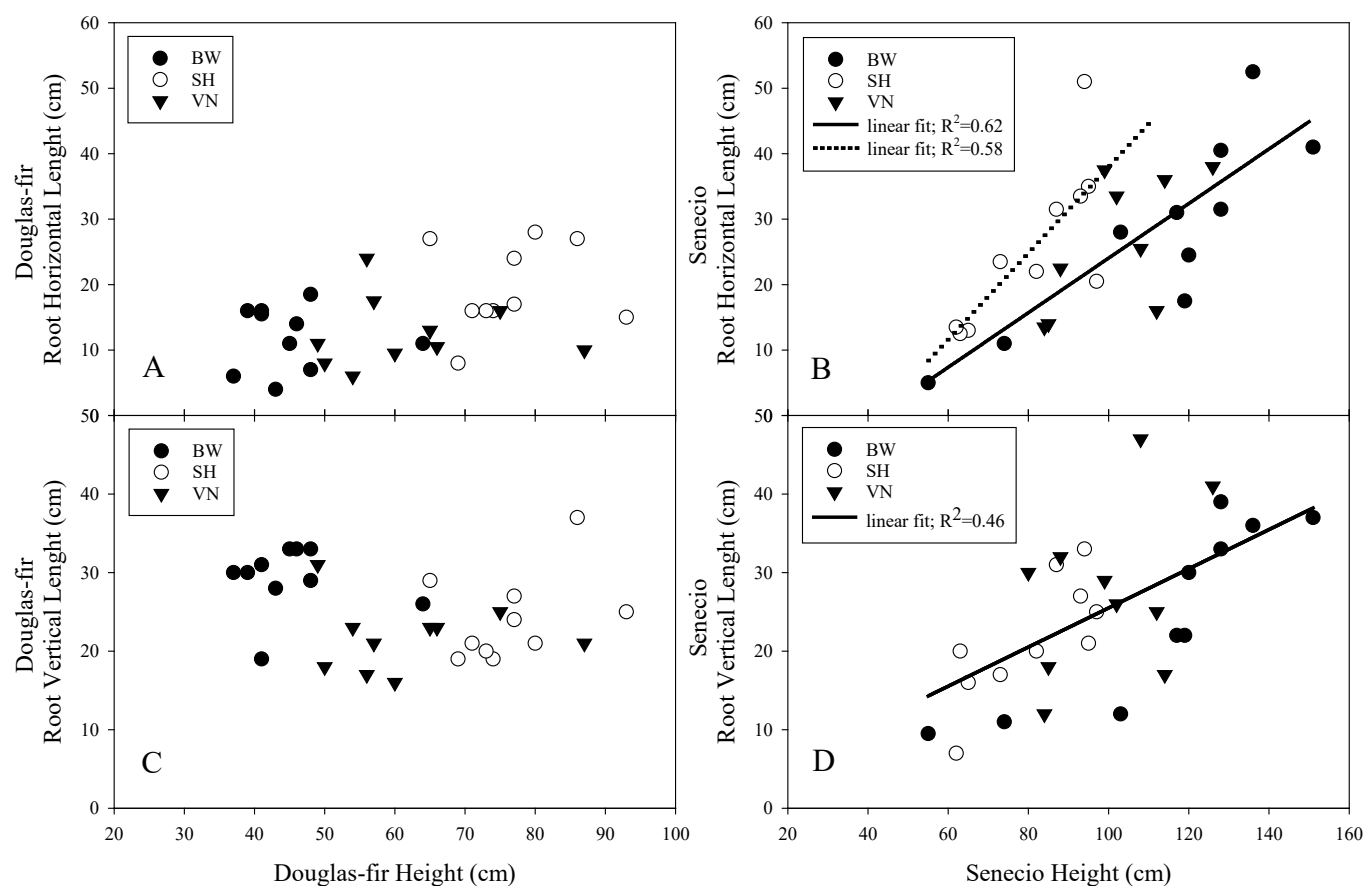 60
50
40
30
20
10
50
40
30
20
10
0
Douglas-fir
Root Horizontal Lenght (cm)
BW
SH
VN
A
Douglas-fir
Root Vertical Lenght (cm)
BW
SH
VN
C
20 30 40 50 60 70 80 90 100
Douglas-fir Height (cm)
60
50
40
30
20
10
50
40
30
20
10
0
Senecio
Root Horizontal Lenght (cm)
BW
SH
VN
linear fit; R²=0.62
linear fit; R²=0.58
B
Senecio
Root Vertical Lenght (cm)
BW
SH
VN
linear fit; R²=0.46
D
20 40 60 80 100 120 140 160
Senecio Height (cm)